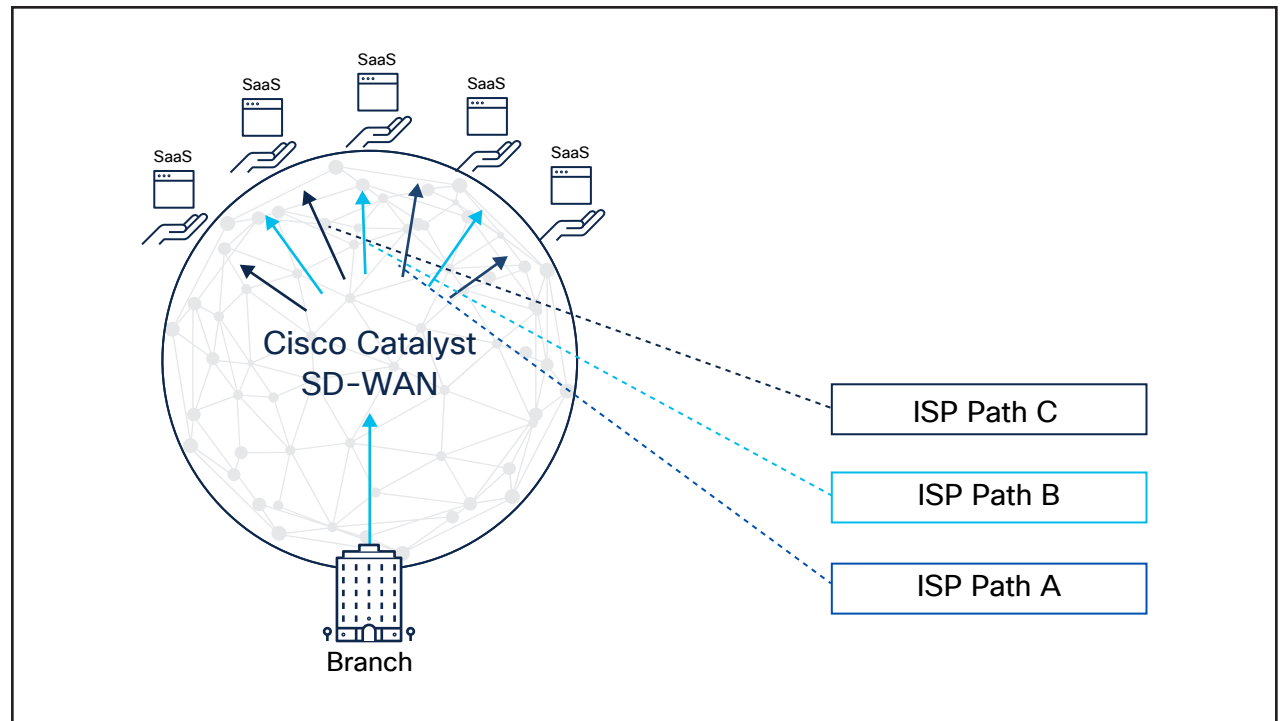 SaaS
SaaS
SaaS
SaaS
SaaS
Cisco Catalyst
SD-WAN
ISP Path C
ISP Path B
ISP Path A
Branch